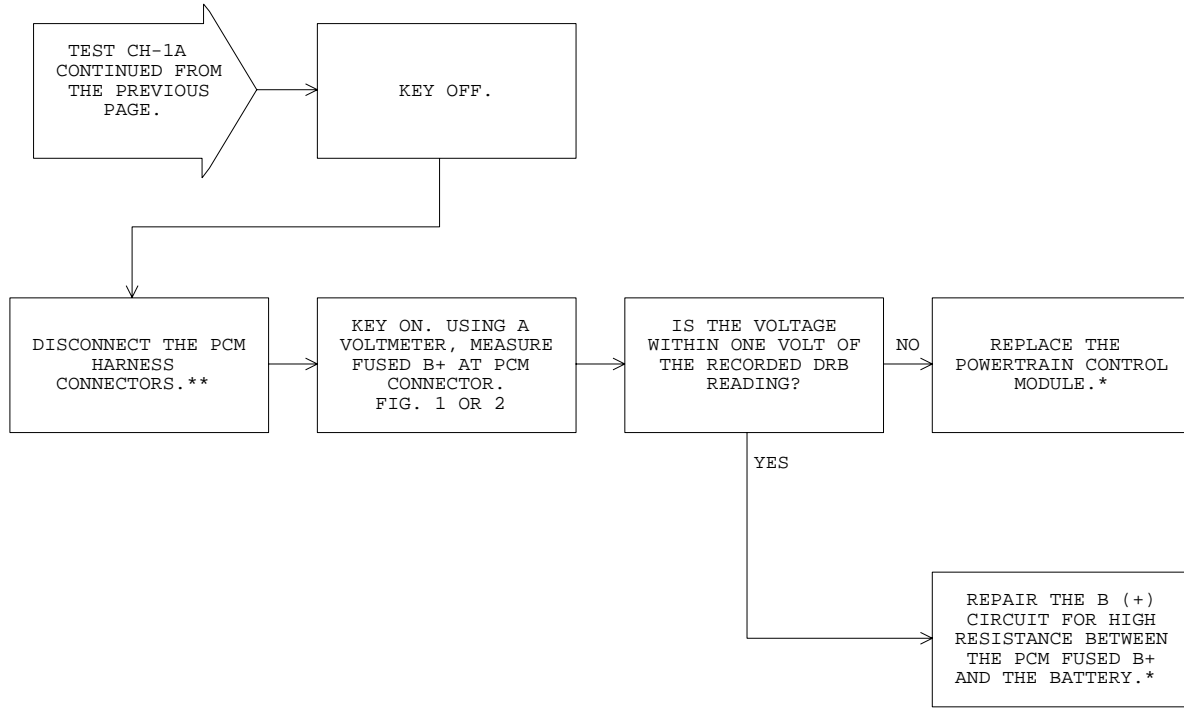 TEST CH-1A
CONTINUED FROM
THE PREVIOUS
PAGE.
KEY OFF.
DISCONNECT THE PCM
HARNESS
CONNECTORS.**
KEY ON. USING A
VOLTMETER, MEASURE
FUSED B+ AT PCM
CONNECTOR.
FIG. 1 OR 2
IS THE VOLTAGE
WITHIN ONE VOLT OF
THE RECORDED DRB
READING?
NO
REPLACE THE
POWERTRAIN CONTROL
MODULE.*
YES
REPAIR THE B (+)
CIRCUIT FOR HIGH
RESISTANCE BETWEEN
THE PCM FUSED B+
AND THE BATTERY.*